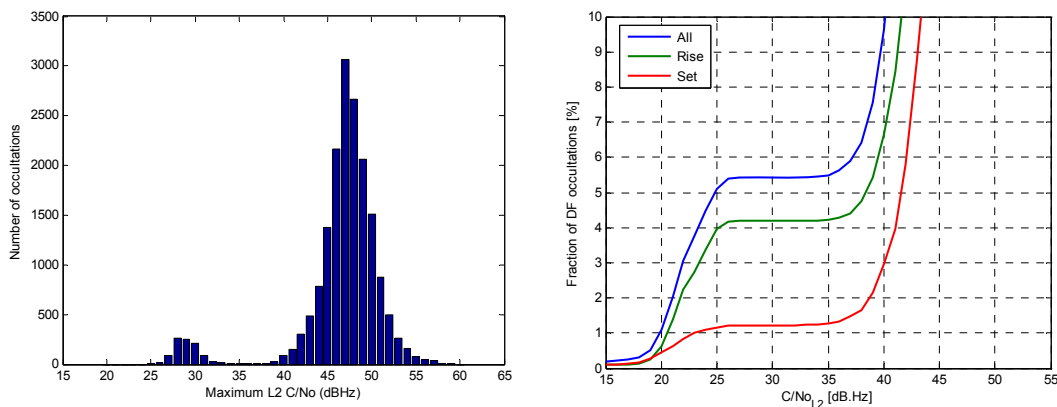 3500
3000
2500
2000
1500
1000
500
0
Number of occultations
15 20 25 30 35 40 45 50 55 60 65
Maximum L2 C/No (dBHz)
10
9
8
7
6
5
4
3
2
1
0
Fraction of DF occultations [%]
All
Rise
Set
15 20 25 30 35 40 45 50 55
C/No_L2 [dB.Hz]